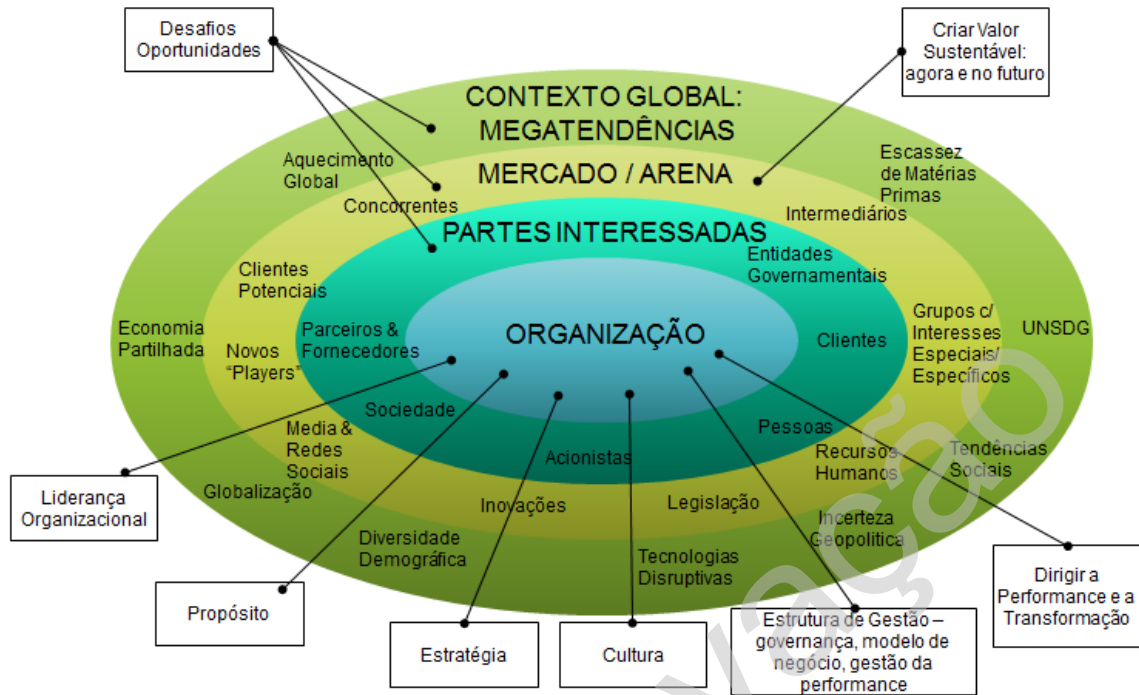 Desafios
Oportunidades
Criar Valor
Sustentável:
agora e no futuro
CONTEXTO GLOBAL:
MEGATENDÊNCIAS
Aquecimento
Global
Escassez
de Matérias
Primas
MERCADO / ARENA
Concorrentes
Intermediários
PARTES INTERESSADAS
Entidades
Governamentais
Clientes
Potenciais
Economia
Partilhada
Parceiros &
Fornecedores
ORGANIZAÇÃO
Clientes
Grupos c/
Interesses
Especiais/
Específicos
UNSDG
Novos
“Players”
Sociedade
Pessoas
Media &
Redes
Sociais
Acionistas
Recursos
Humanos
Tendências
Sociais
Globalização
Inovações
Legislação
Incerteza
Geopolitica
Diversidade
Demográfica
Tecnologias
Disruptivas
Liderança
Organizacional
Propósito
Estratégia
Cultura
Estrutura de Gestão –
governança, modelo de
negócio, gestão da
performance
Dirigir a
Performance e a
Transformação